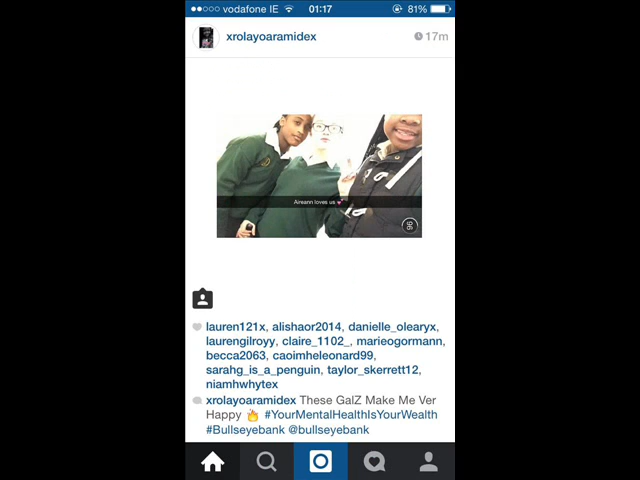 vodafone IE 01:17 81%
xrolayoaramidex 17m
Aireann loves us
96
lauren121x, alishaor2014, danielle_olearyx,
laurengilroyy, claire_1102_, marieogormann,
becca2063, caoimheleonard99,
sarahg_is_a_penguin, taylor_skerrett12,
niamhwhytex
xrolayoaramidex These GalZ Make Me Ver
Happy 🔥 #YourMentalHealthIsYourWealth
#Bullseyebank @bullseyebank